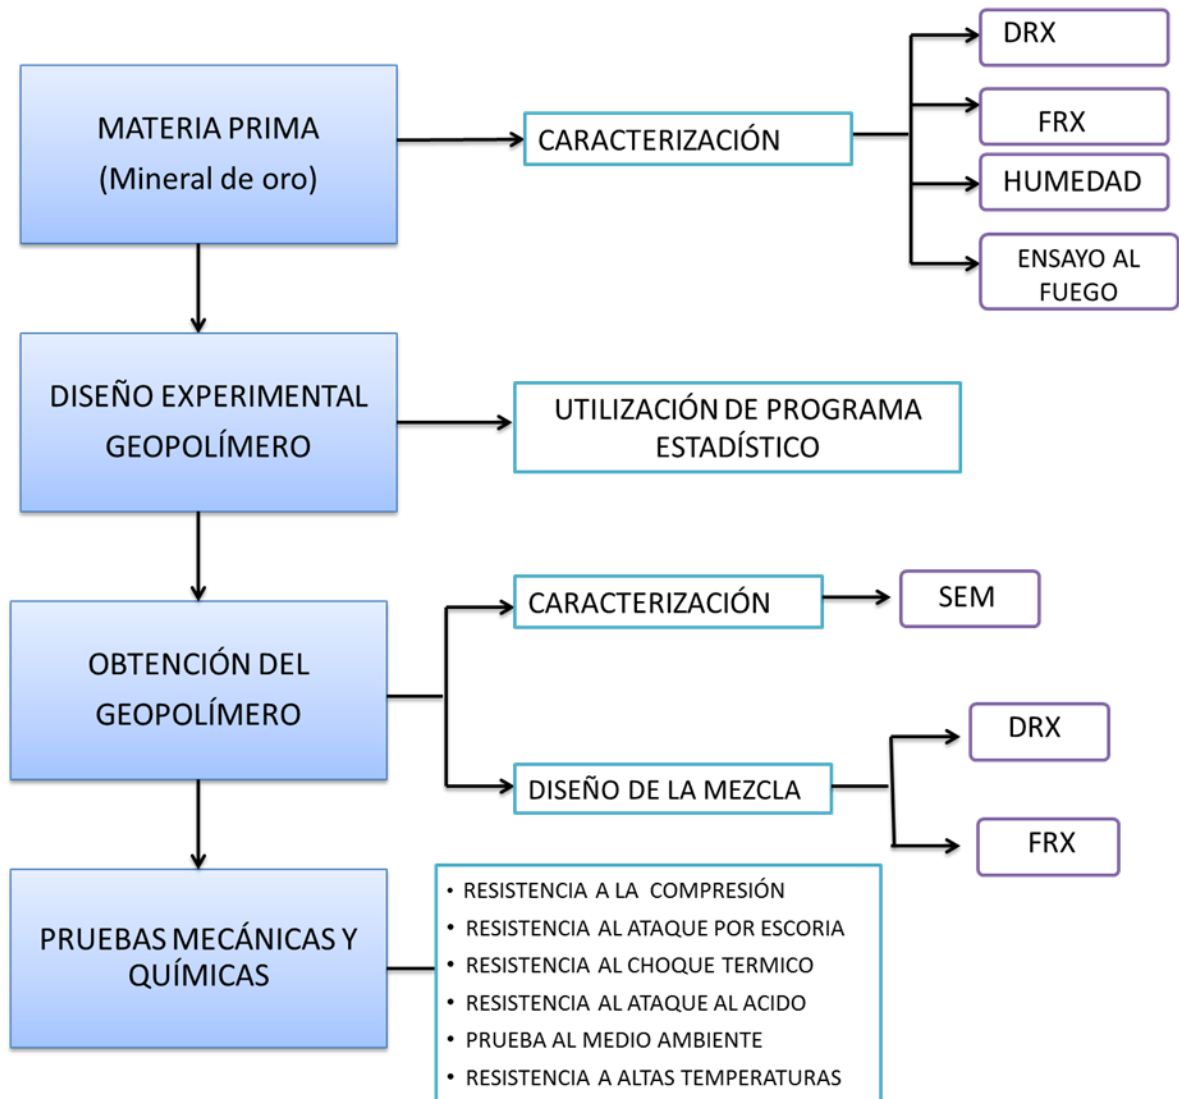 MATERIA PRIMA
(Mineral de oro)
CARACTERIZACIÓN
DRX
FRX
HUMEDAD
ENSAYO AL
FUEGO
DISEÑO EXPERIMENTAL
GEOPOLÍMERO
UTILIZACIÓN DE PROGRAMA
ESTADÍSTICO
OBTENCIÓN DEL
GEOPOLÍMERO
CARACTERIZACIÓN
SEM
DISEÑO DE LA MEZCLA
DRX
FRX
PRUEBAS MECÁNICAS Y
QUÍMICAS
• RESISTENCIA A LA COMPRESIÓN
• RESISTENCIA AL ATAQUE POR ESCORIA
• RESISTENCIA AL CHOQUE TERMICO
• RESISTENCIA AL ATAQUE AL ACIDO
• PRUEBA AL MEDIO AMBIENTE
• RESISTENCIA A ALTAS TEMPERATURAS